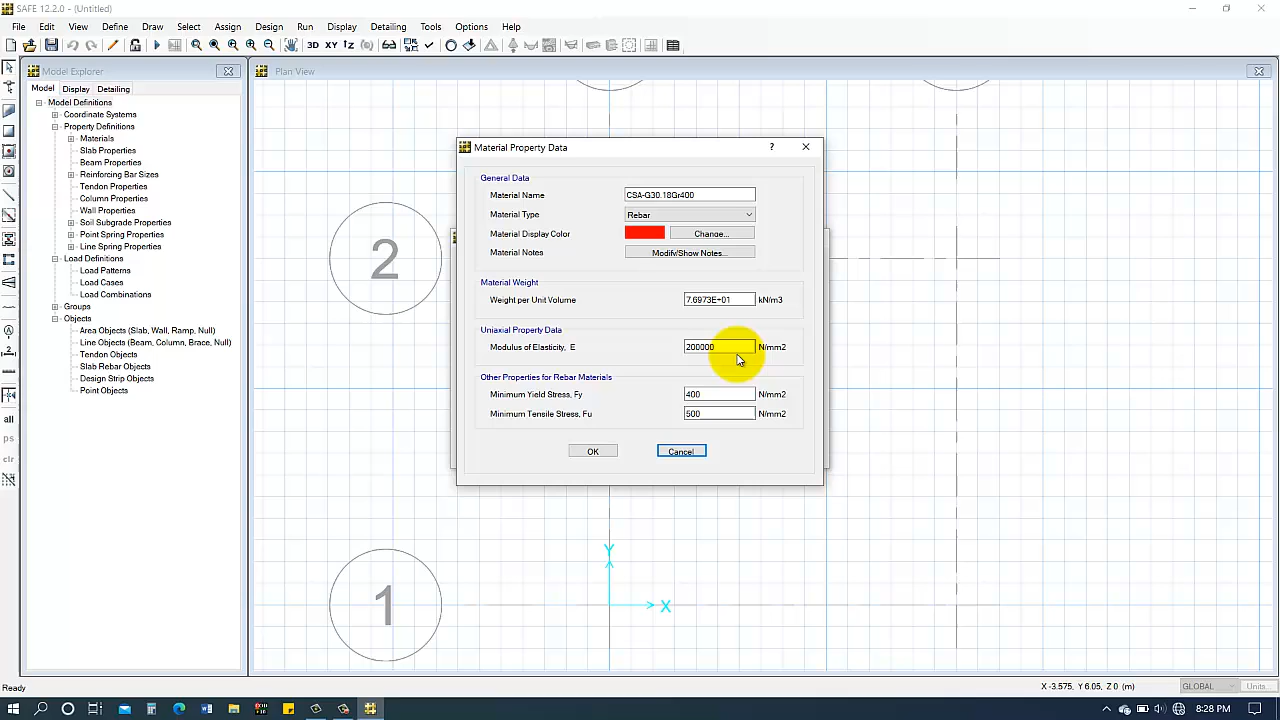 SAFE 12.2.0 - (Untitled)
File Edit View Define Draw Select Assign Design Run Display Detailing Tools Options Help
3D XY
Model Explorer
Plan View
Model Display Detailing
Model Definitions
Coordinate Systems
Property Definitions
Materials
Slab Properties
Beam Properties
Reinforcing Bar Sizes
Tendon Properties
Column Properties
Wall Properties
Soil Subgrade Properties
Point Spring Properties
Line Spring Properties
Load Definitions
Load Patterns
Load Cases
Load Combinations
Groups
Objects
Area Objects (Slab, Wall, Ramp, Null)
Line Objects (Beam, Column, Brace, Null)
Tendon Objects
Slab Rebar Objects
Design Strip Objects
Point Objects
all
ps
clr
Material Property Data
General Data
Material Name CSA-G30.18Gr400
Material Type Rebar
Material Display Color Change...
Material Notes Modify/Show Notes...
Material Weight
Weight per Unit Volume 7.6973E+01 kN/m3
Uniaxial Property Data
Modulus of Elasticity, E 200000 N/mm2
Other Properties for Rebar Materials
Minimum Yield Stress, Fy 400 N/mm2
Minimum Tensile Stress, Fu 500 N/mm2
OK Cancel
2
Y
1
X
Ready
X -3.575, Y 6.05, Z 0 (m)
GLOBAL
Units...
8:28 PM